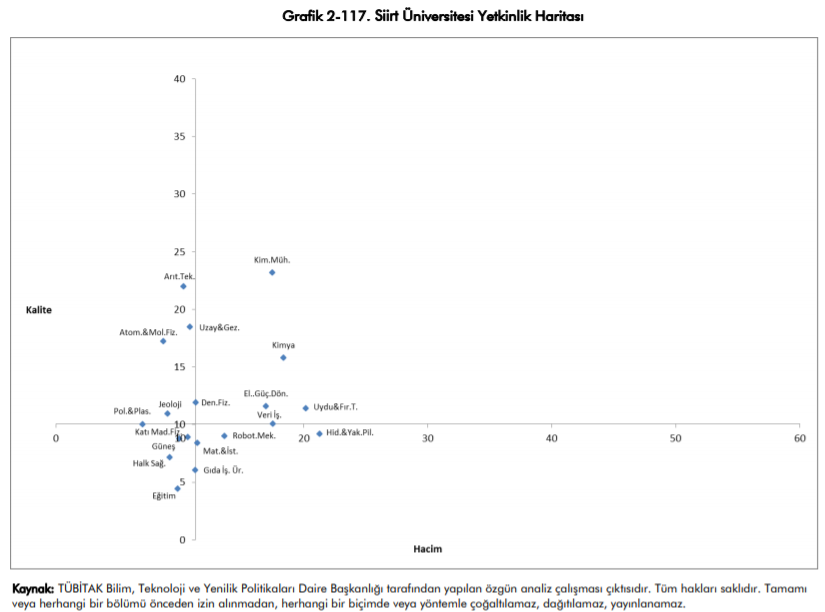 Grafik 2-117. Siirt Üniversitesi Yetkinlik Haritası
40
35
30
25
Kim.Müh.
Arıt.Tek.
20
Kalite
Uzay&Gez.
Atom.&Mol.Fiz.
Kimya
15
El..Güç.Dön.
Jeoloji
Den.Fiz.
Uydu&Fır.T.
Pol.&Plas.
Veri İş.
10
Katı Mad.Fiz.
Robot.Mek.
Hid.&Yak.Pil.
0 10 20 30 40 50 60
Güneş
Mat.&İst.
Halk Sağ.
Gıda İş. Ür.
5
Eğitim
0
Hacim
Kaynak: TÜBİTAK Bilim, Teknoloji ve Yenilik Politikaları Daire Başkanlığı tarafından yapılan özgün analiz çalışması çıktısıdır. Tüm hakları saklıdır. Tamamı
veya herhangi bir bölümü önceden izin alınmadan, herhangi bir biçimde veya yöntemle çoğaltılamaz, dağıtılamaz, yayınlanamaz.